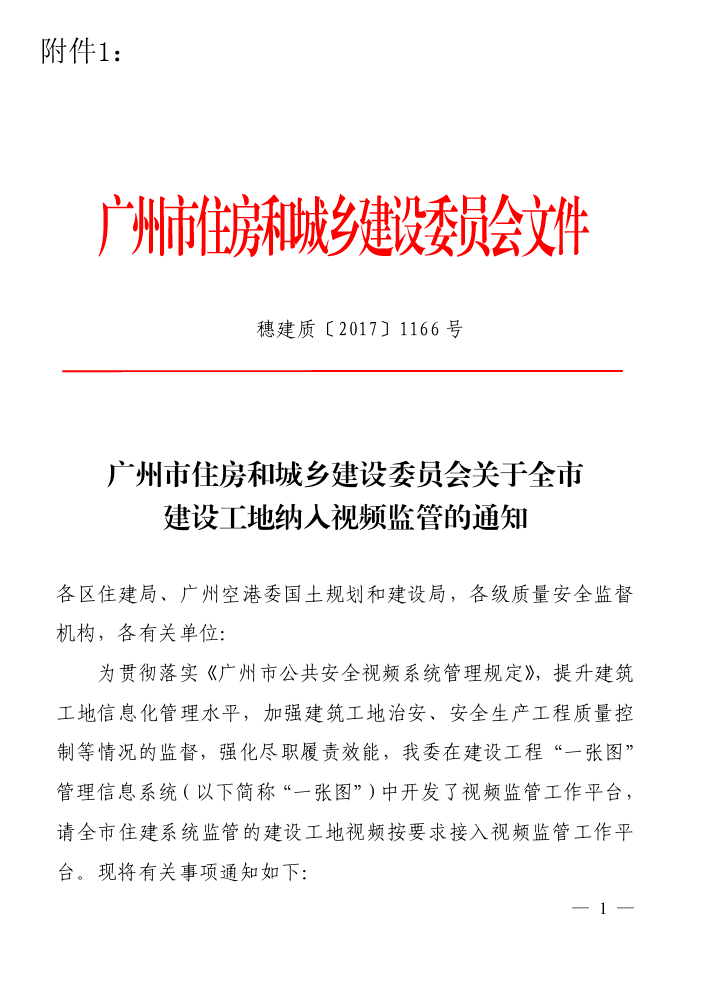 附件1：
广州市住房和城乡建设委员会文件
穗建质〔2017〕1166 号
广州市住房和城乡建设委员会关于全市
建设工地纳入视频监管的通知
各区住建局、广州空港委国土规划和建设局，各级质量安全监督
机构，各有关单位：
为贯彻落实《广州市公共安全视频系统管理规定》，提升建筑
工地信息化管理水平，加强建筑工地治安、安全生产工程质量控
制等情况的监督，强化尽职履责效能，我委在建设工程“一张图”
管理信息系统（以下简称“一张图”）中开发了视频监管工作平台，
请全市住建系统监管的建设工地视频按要求接入视频监管工作平
台。现将有关事项通知如下：
— 1 —